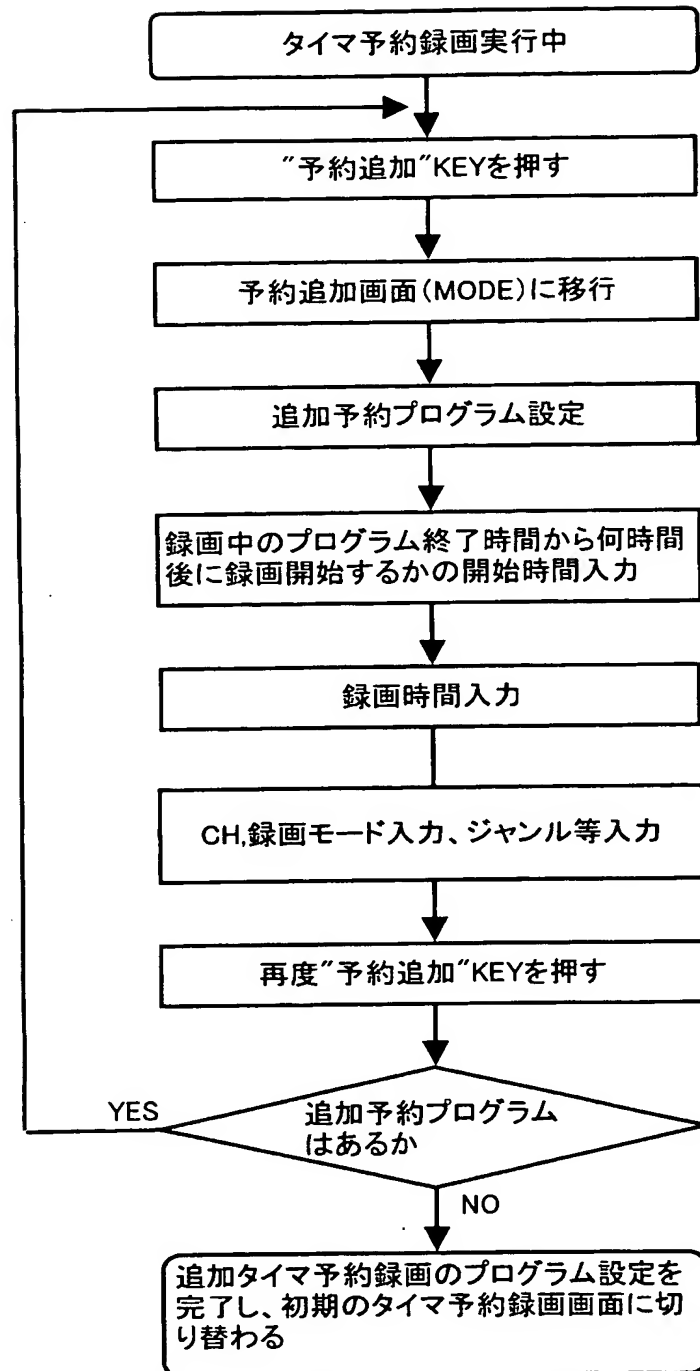 タイマ予約録画実行中
"予約追加"KEYを押す
予約追加画面(MODE)に移行
追加予約プログラム設定
録画中のプログラム終了時間から何時間
後に録画開始するかの開始時間入力
録画時間入力
CH,録画モード入力、ジャンル等入力
再度"予約追加"KEYを押す
YES
追加予約プログラム
はあるか
NO
追加タイマ予約録画のプログラム設定を
完了し、初期のタイマ予約録画画面に切
り替わる